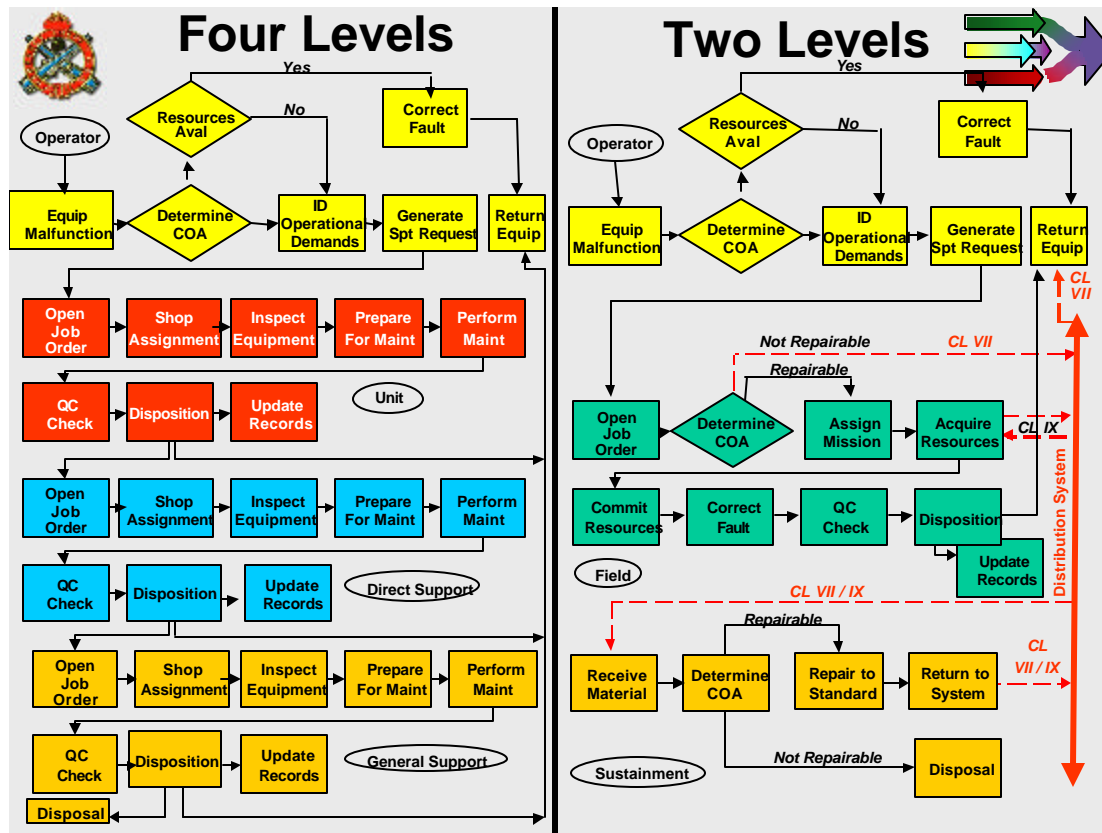 Four Levels
Yes
Resources
Aval
No
Correct
Fault
Operator
Equip
Malfunction
Determine
COA
ID
Operational
Demands
Generate
Spt Request
Return
Equip
Open
Job
Order
Shop
Assignment
Inspect
Equipment
Prepare
For Maint
Perform
Maint
QC
Check
Disposition
Update
Records
Unit
Open
Job
Order
Shop
Assignment
Inspect
Equipment
Prepare
For Maint
Perform
Maint
QC
Check
Disposition
Update
Records
Direct Support
Open
Job
Order
Shop
Assignment
Inspect
Equipment
Prepare
For Maint
Perform
Maint
QC
Check
Disposition
Update
Records
General Support
Disposal
Two Levels
Yes
Resources
Aval
No
Correct
Fault
Operator
Equip
Malfunction
Determine
COA
ID
Operational
Demands
Generate
Spt Request
Return
Equip
CL
VII
Not Repairable
CL VII
Repairable
Open
Job
Order
Determine
COA
Assign
Mission
Acquire
Resources
CL IX
Commit
Resources
Correct
Fault
QC
Check
Disposition
Update
Records
Field
Distribution System
CL VII / IX
Repairable
Receive
Material
Determine
COA
Repair to
Standard
Return to
System
CL
VII / IX
Not Repairable
Disposal
Sustainment